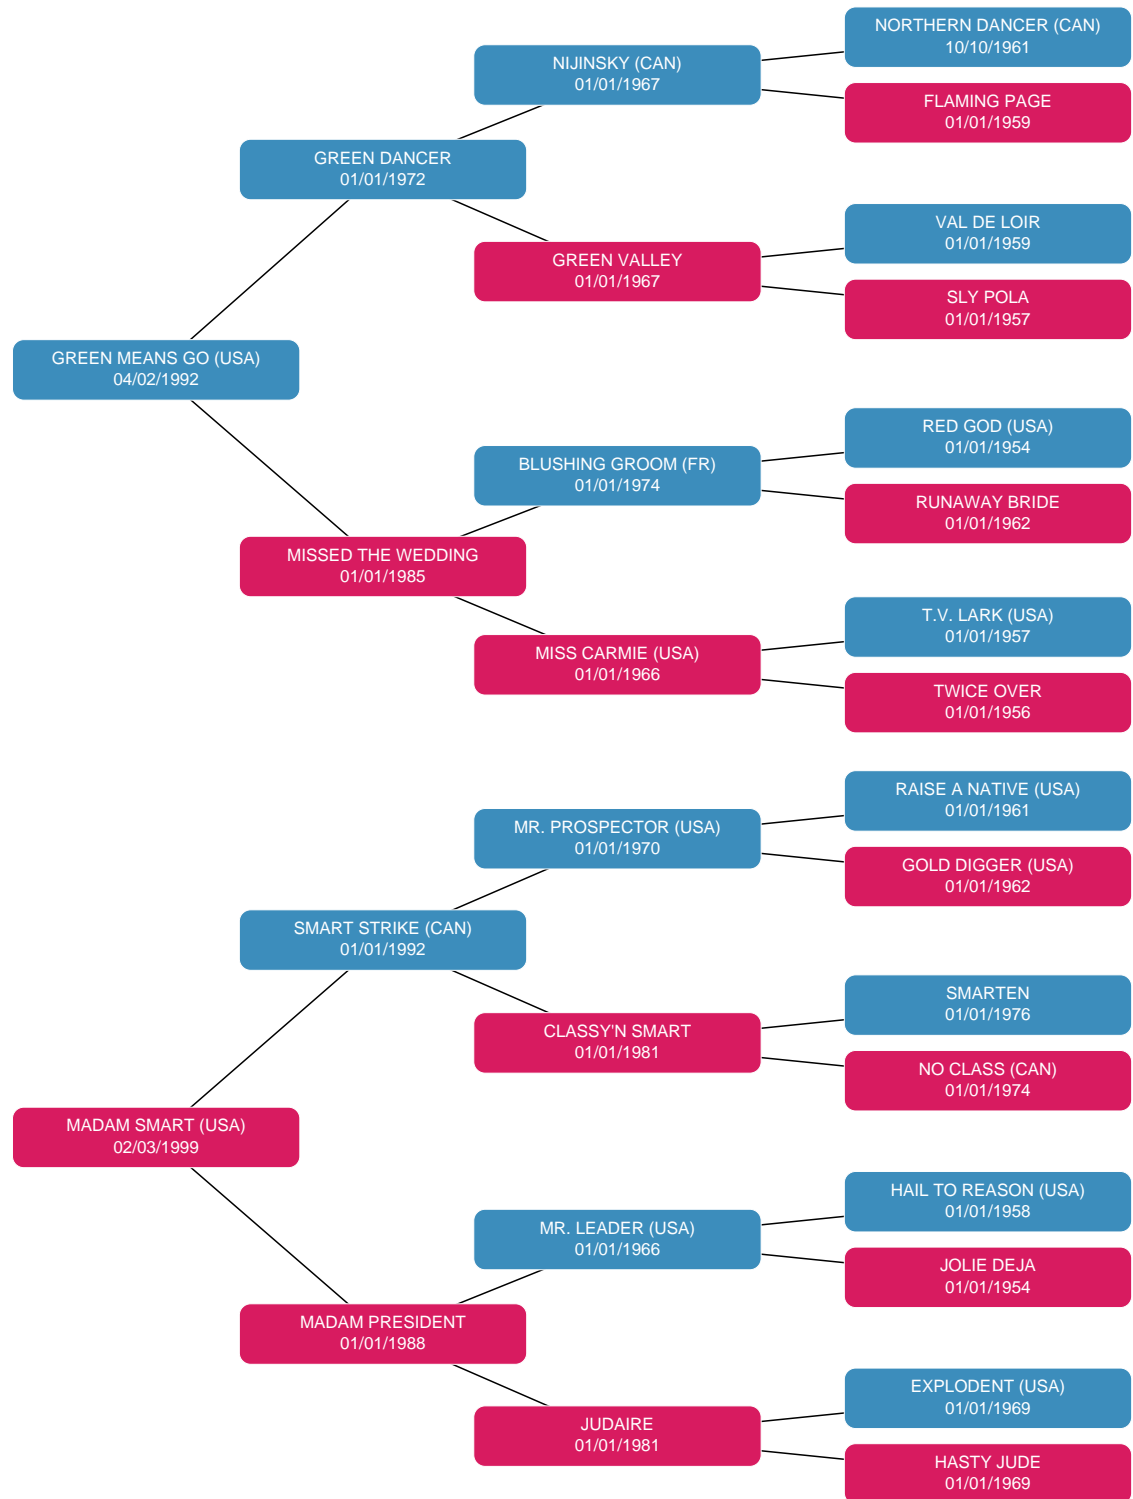 NORTHERN DANCER (CAN)
10/10/1961
NIJINSKY (CAN)
01/01/1967
FLAMING PAGE
01/01/1959
GREEN DANCER
01/01/1972
VAL DE LOIR
01/01/1959
GREEN VALLEY
01/01/1967
SLY POLA
01/01/1957
GREEN MEANS GO (USA)
04/02/1992
RED GOD (USA)
01/01/1954
BLUSHING GROOM (FR)
01/01/1974
RUNAWAY BRIDE
01/01/1962
MISSED THE WEDDING
01/01/1985
T.V. LARK (USA)
01/01/1957
MISS CARMIE (USA)
01/01/1966
TWICE OVER
01/01/1956
RAISE A NATIVE (USA)
01/01/1961
MR. PROSPECTOR (USA)
01/01/1970
GOLD DIGGER (USA)
01/01/1962
SMART STRIKE (CAN)
01/01/1992
SMARTEN
01/01/1976
CLASSY'N SMART
01/01/1981
NO CLASS (CAN)
01/01/1974
MADAM SMART (USA)
02/03/1999
HAIL TO REASON (USA)
01/01/1958
MR. LEADER (USA)
01/01/1966
JOLIE DEJA
01/01/1954
MADAM PRESIDENT
01/01/1988
EXPLODENT (USA)
01/01/1969
JUDAIRE
01/01/1981
HASTY JUDE
01/01/1969